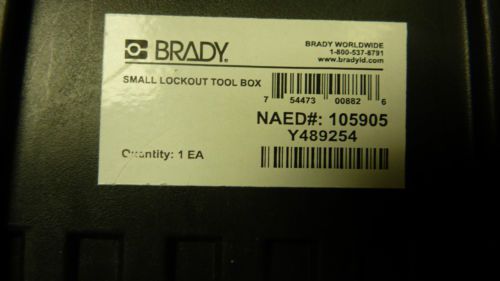 BRADY.
BRADY WORLDWIDE
1-800-537-8791
www.bradyid.com
SMALL LOCKOUT TOOL BOX
7 54473 00882 6
NAED#: 105905
Y489254
Quantity: 1 EA